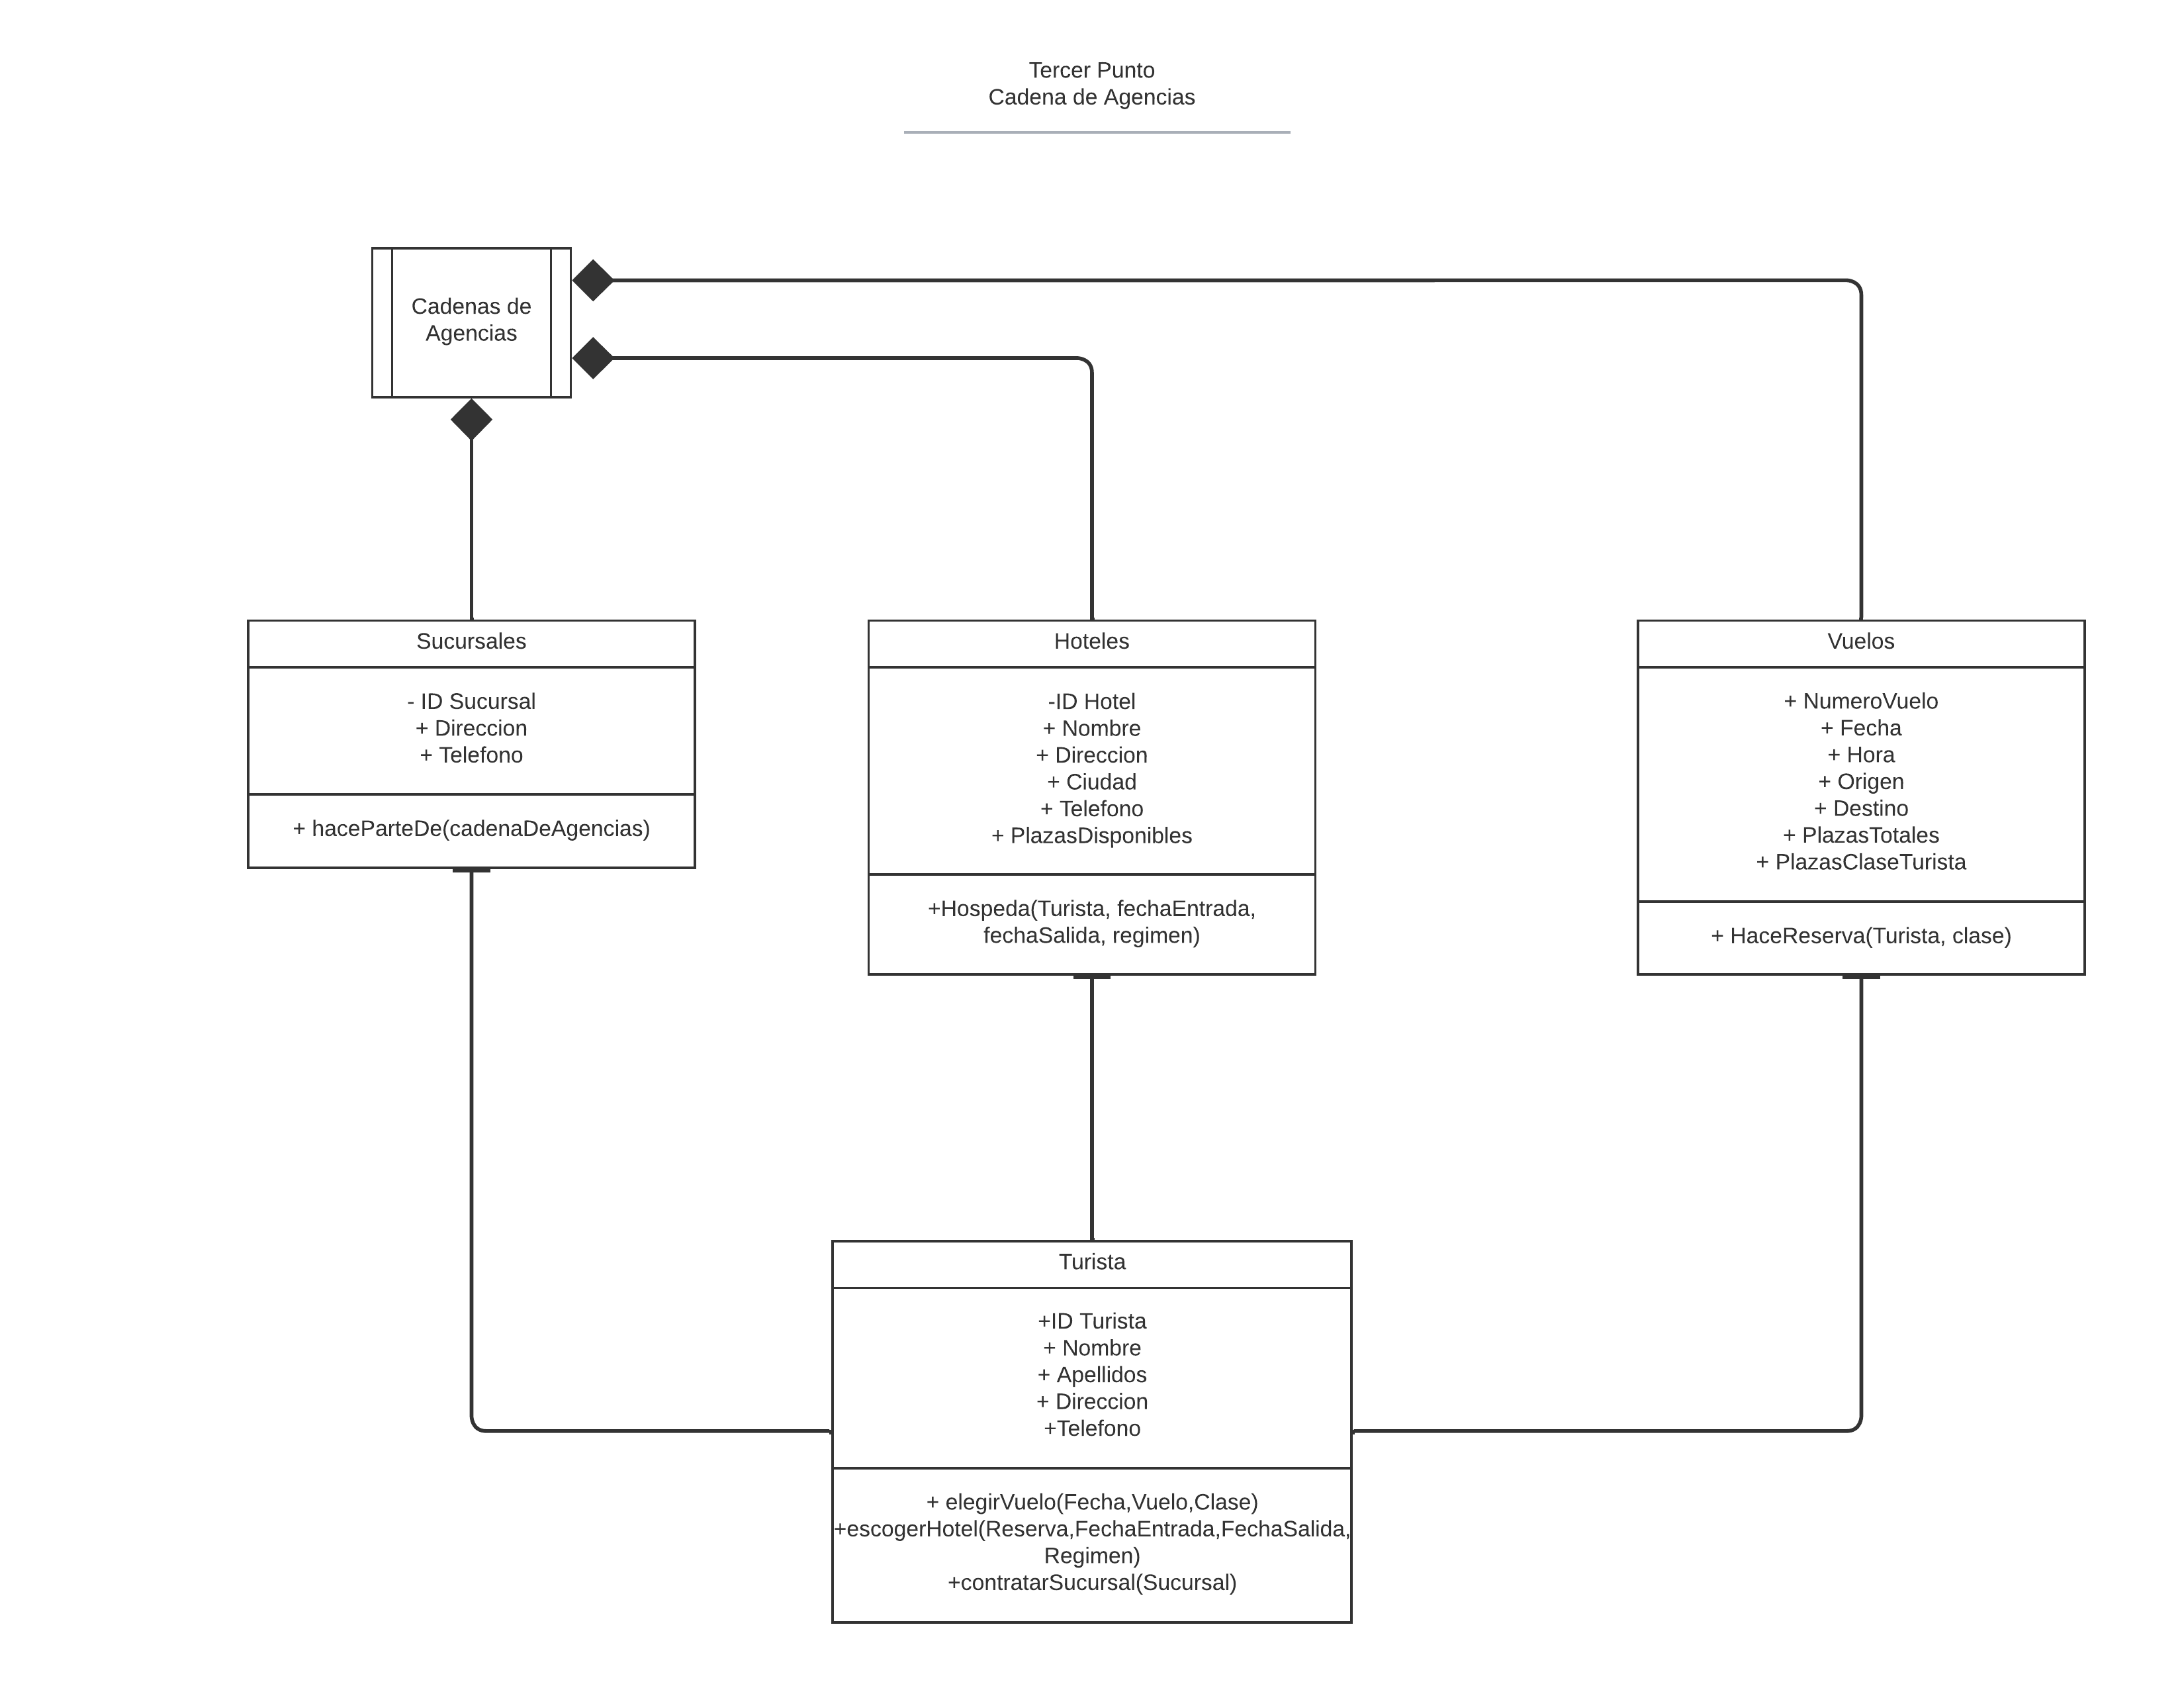 Tercer Punto
Cadena de Agencias
Cadenas de
Agencias
Sucursales
- ID Sucursal
+ Direccion
+ Telefono
+ haceParteDe(cadenaDeAgencias)
Hoteles
-ID Hotel
+ Nombre
+ Direccion
+ Ciudad
+ Telefono
+ PlazasDisponibles
+Hospeda(Turista, fechaEntrada,
fechaSalida, regimen)
Vuelos
+ NumeroVuelo
+ Fecha
+ Hora
+ Origen
+ Destino
+ PlazasTotales
+ PlazasClaseTurista
+ HaceReserva(Turista, clase)
Turista
+ID Turista
+ Nombre
+ Apellidos
+ Direccion
+Telefono
+ elegirVuelo(Fecha,Vuelo,Clase)
+escogerHotel(Reserva,FechaEntrada,FechaSalida,
Regimen)
+contratarSucursal(Sucursal)